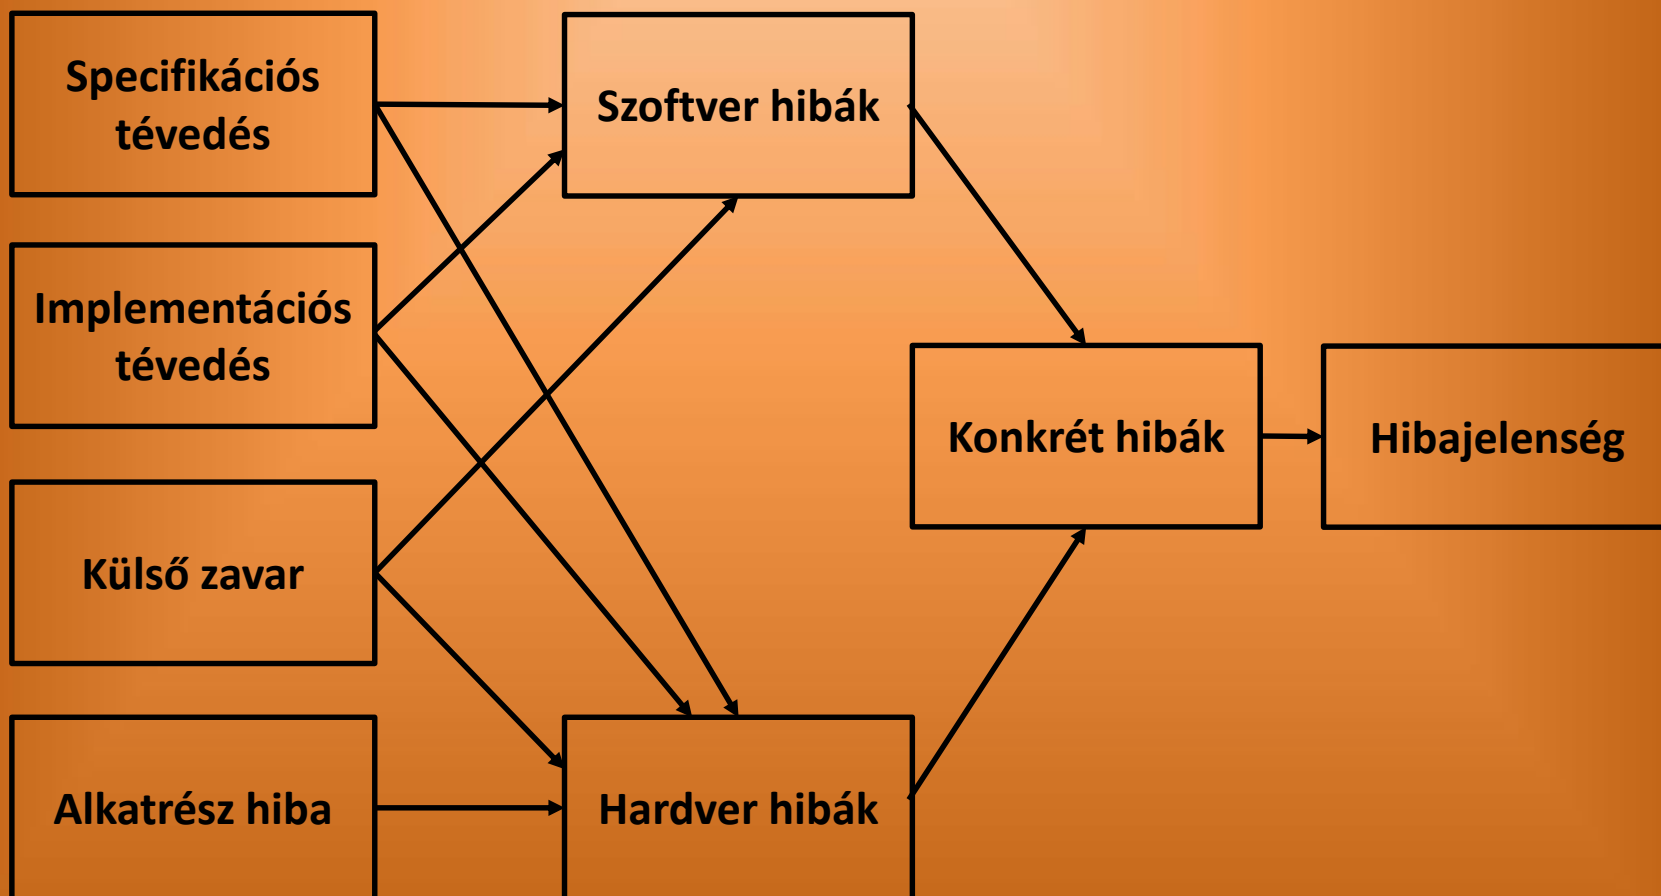 Specifikációs
tévedés
Szoftver hibák
Implementációs
tévedés
Konkrét hibák
Hibajelenség
Külső zavar
Alkatrész hiba
Hardver hibák